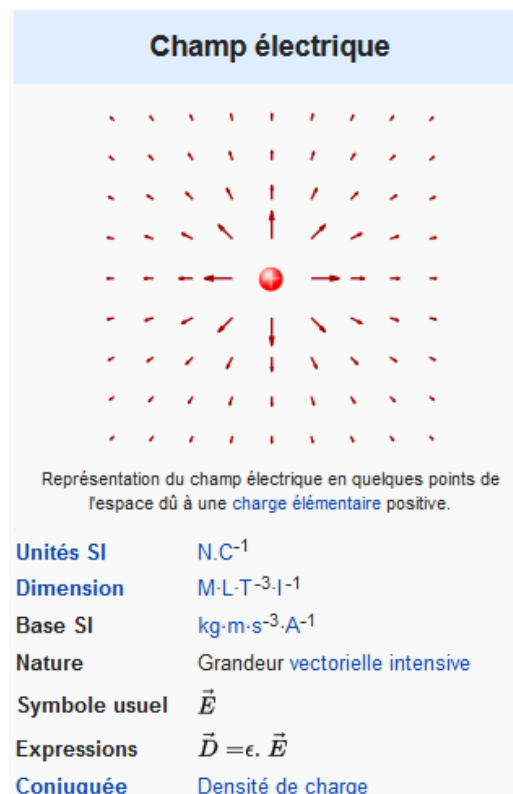 Champ électrique
Représentation du champ électrique en quelques points de
l'espace dû à une charge élémentaire positive.
Unités SI N.C⁻¹
Dimension M·L·T⁻³·I⁻¹
Base SI kg·m·s⁻³·A⁻¹
Nature Grandeur vectorielle intensive
Symbole usuel E⃗
Expressions D⃗ =ϵ. E⃗
Conjuguée Densité de charge